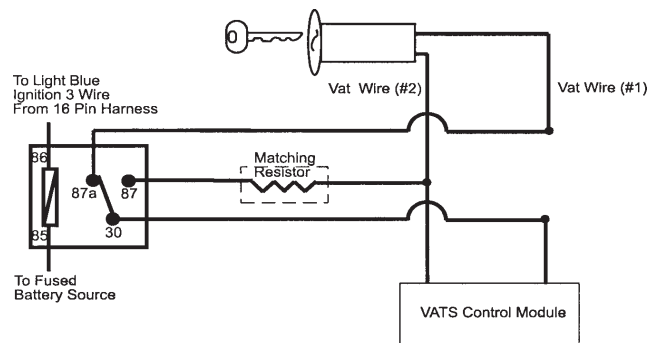 Vat Wire (#2)
Vat Wire (#1)
To Light Blue
Ignition 3 Wire
From 16 Pin Harness
Matching
Resistor
86
87a
87
30
85
To Fused
Battery Source
VATS Control Module